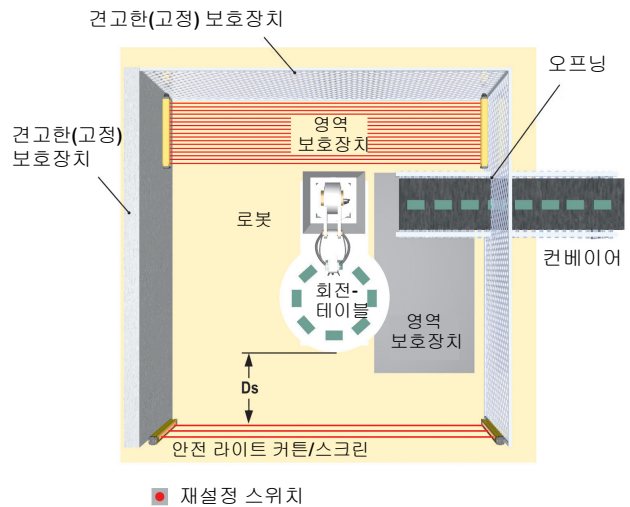 견고한(고정) 보호장치
오프닝
견고한(고정)
보호장치
영역
보호장치
로봇
컨베이어
회전-
테이블
영역
보호장치
Ds
안전 라이트 커튼/스크린
재설정 스위치